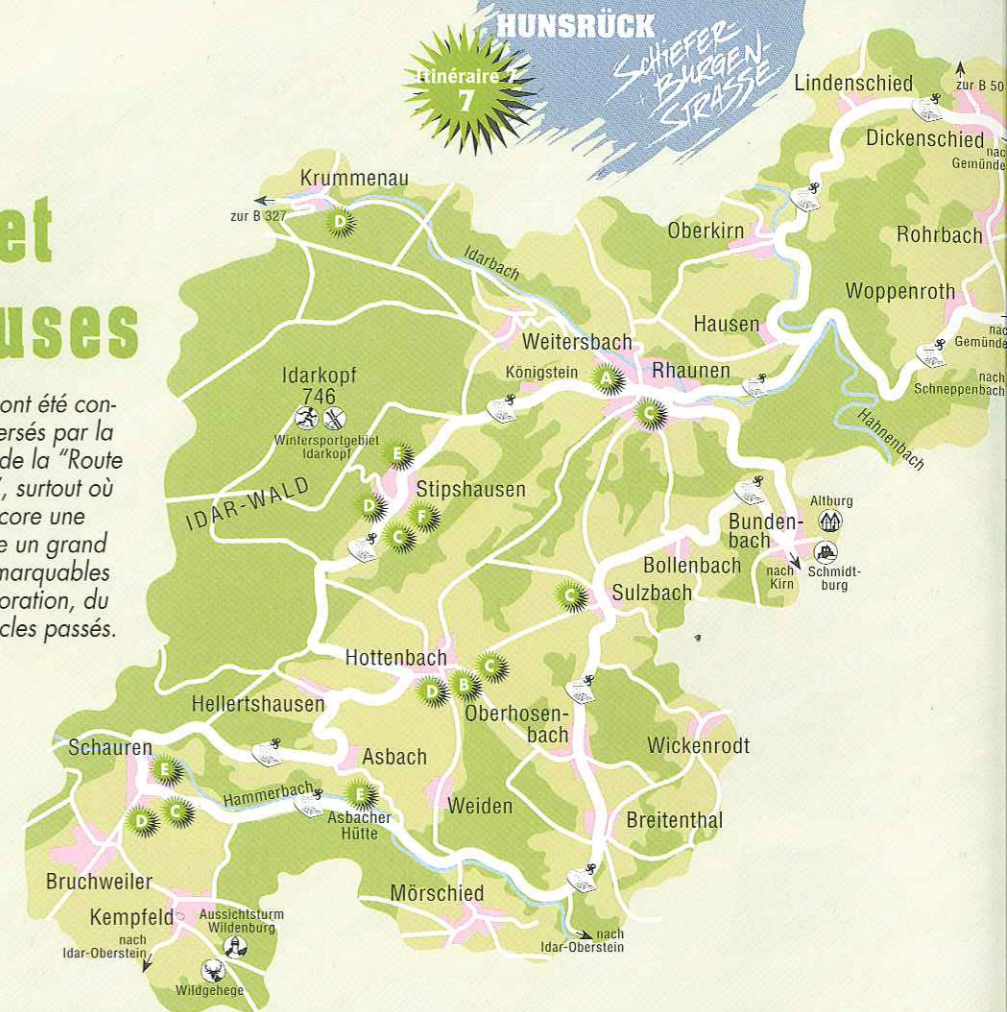 HUNSRÜCK
SCHIEFER-
+ BURGEN-
STRASSE
Itinéraire 7
7
et
uses
ont été con-
ersés par la
de la “Route
”, surtout où
core une
e un grand
marquables
oration, du
cles passés.
Lindenschied
zur B 50
Dickenschied
nac
Gemünde
Krummenau
zur B 327
D
Idarbach
Oberkirn
Rohrbach
Woppenroth
Hausen
nac
Gemünde
Weitersbach
Königstein
A
Rhaunen
C
nach
Schneppenbach
Hahnenbach
Idarkopf
746
Wintersportgebiet
Idarkopf
E
IDAR-WALD
Stipshausen
D
F
C
Altburg
Bunden-
bach
Bollenbach
nach
Kirn
Schmidt-
burg
C
Sulzbach
Hottenbach
D
B
C
Hellertshausen
Oberhosen-
bach
Wickenrodt
Schauren
E
Asbach
Hammerbach
E
Asbacher
Hütte
D
C
Weiden
Breitenthal
Bruchweiler
Mörschied
Kempfeld
Aussichtsturm
Wildenburg
nach
Idar-Oberstein
nach
Idar-Oberstein
Wildgehege